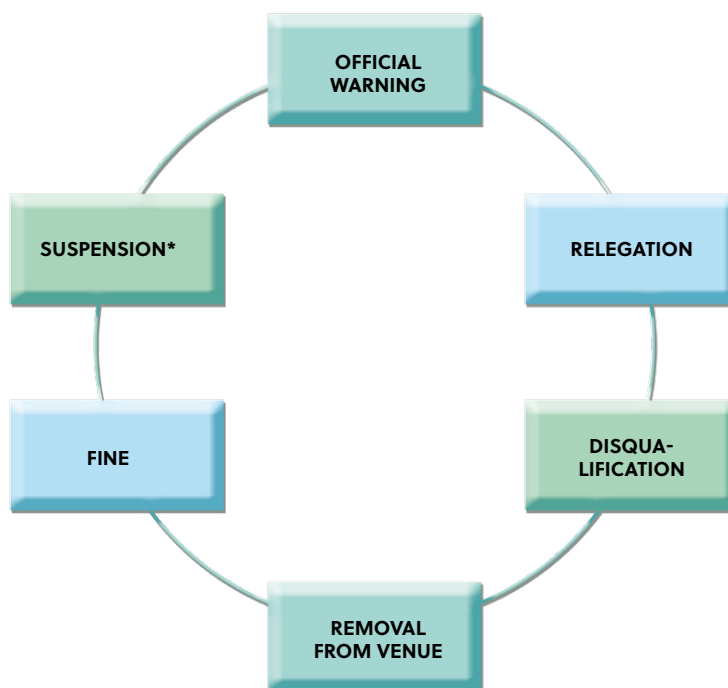 OFFICIAL
WARNING
SUSPENSION*
RELEGATION
FINE
DISQUA-
LIFICATION
REMOVAL
FROM VENUE